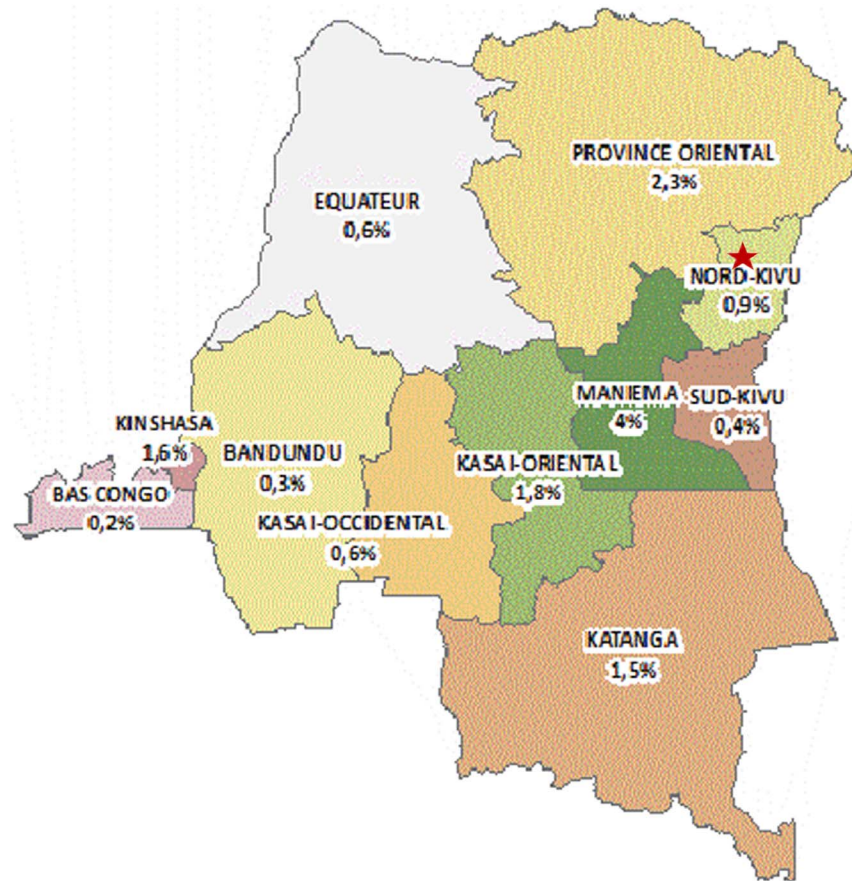 PROVINCE ORIENTAL
2,3%
EQUATEUR
0,6%
NORD-KIVU
0,9%
MANIEMA
4%
SUD-KIVU
0,4%
KINSHASA
1,6%
BANDUNDU
0,3%
KASAI-ORIENTAL
1,8%
BAS CONGO
0,2%
KASAI-OCCIDENTAL
0,6%
KATANGA
1,5%